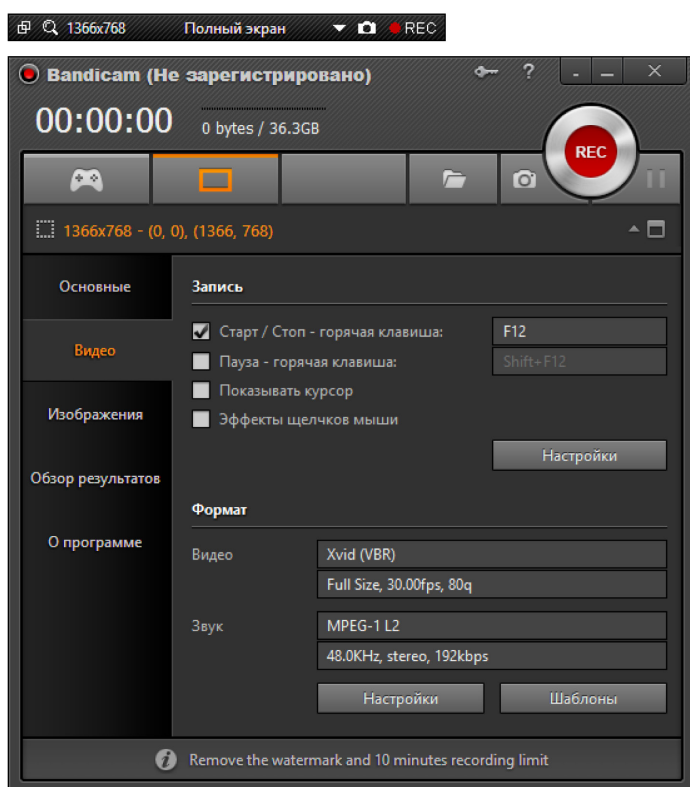 1366x768 Полный экран REC
Bandicam (Не зарегистрировано) ?
00:00:00 0 bytes / 36.3GB
REC
1366x768 - (0, 0), (1366, 768)
Основные
Видео
Изображения
Обзор результатов
О программе
Запись
Старт / Стоп - горячая клавиша: F12
Пауза - горячая клавиша: Shift+F12
Показывать курсор
Эффекты щелчков мыши
Настройки
Формат
Видео Xvid (VBR)
Full Size, 30.00fps, 80q
Звук MPEG-1 L2
48.0KHz, stereo, 192kbps
Настройки Шаблоны
Remove the watermark and 10 minutes recording limit